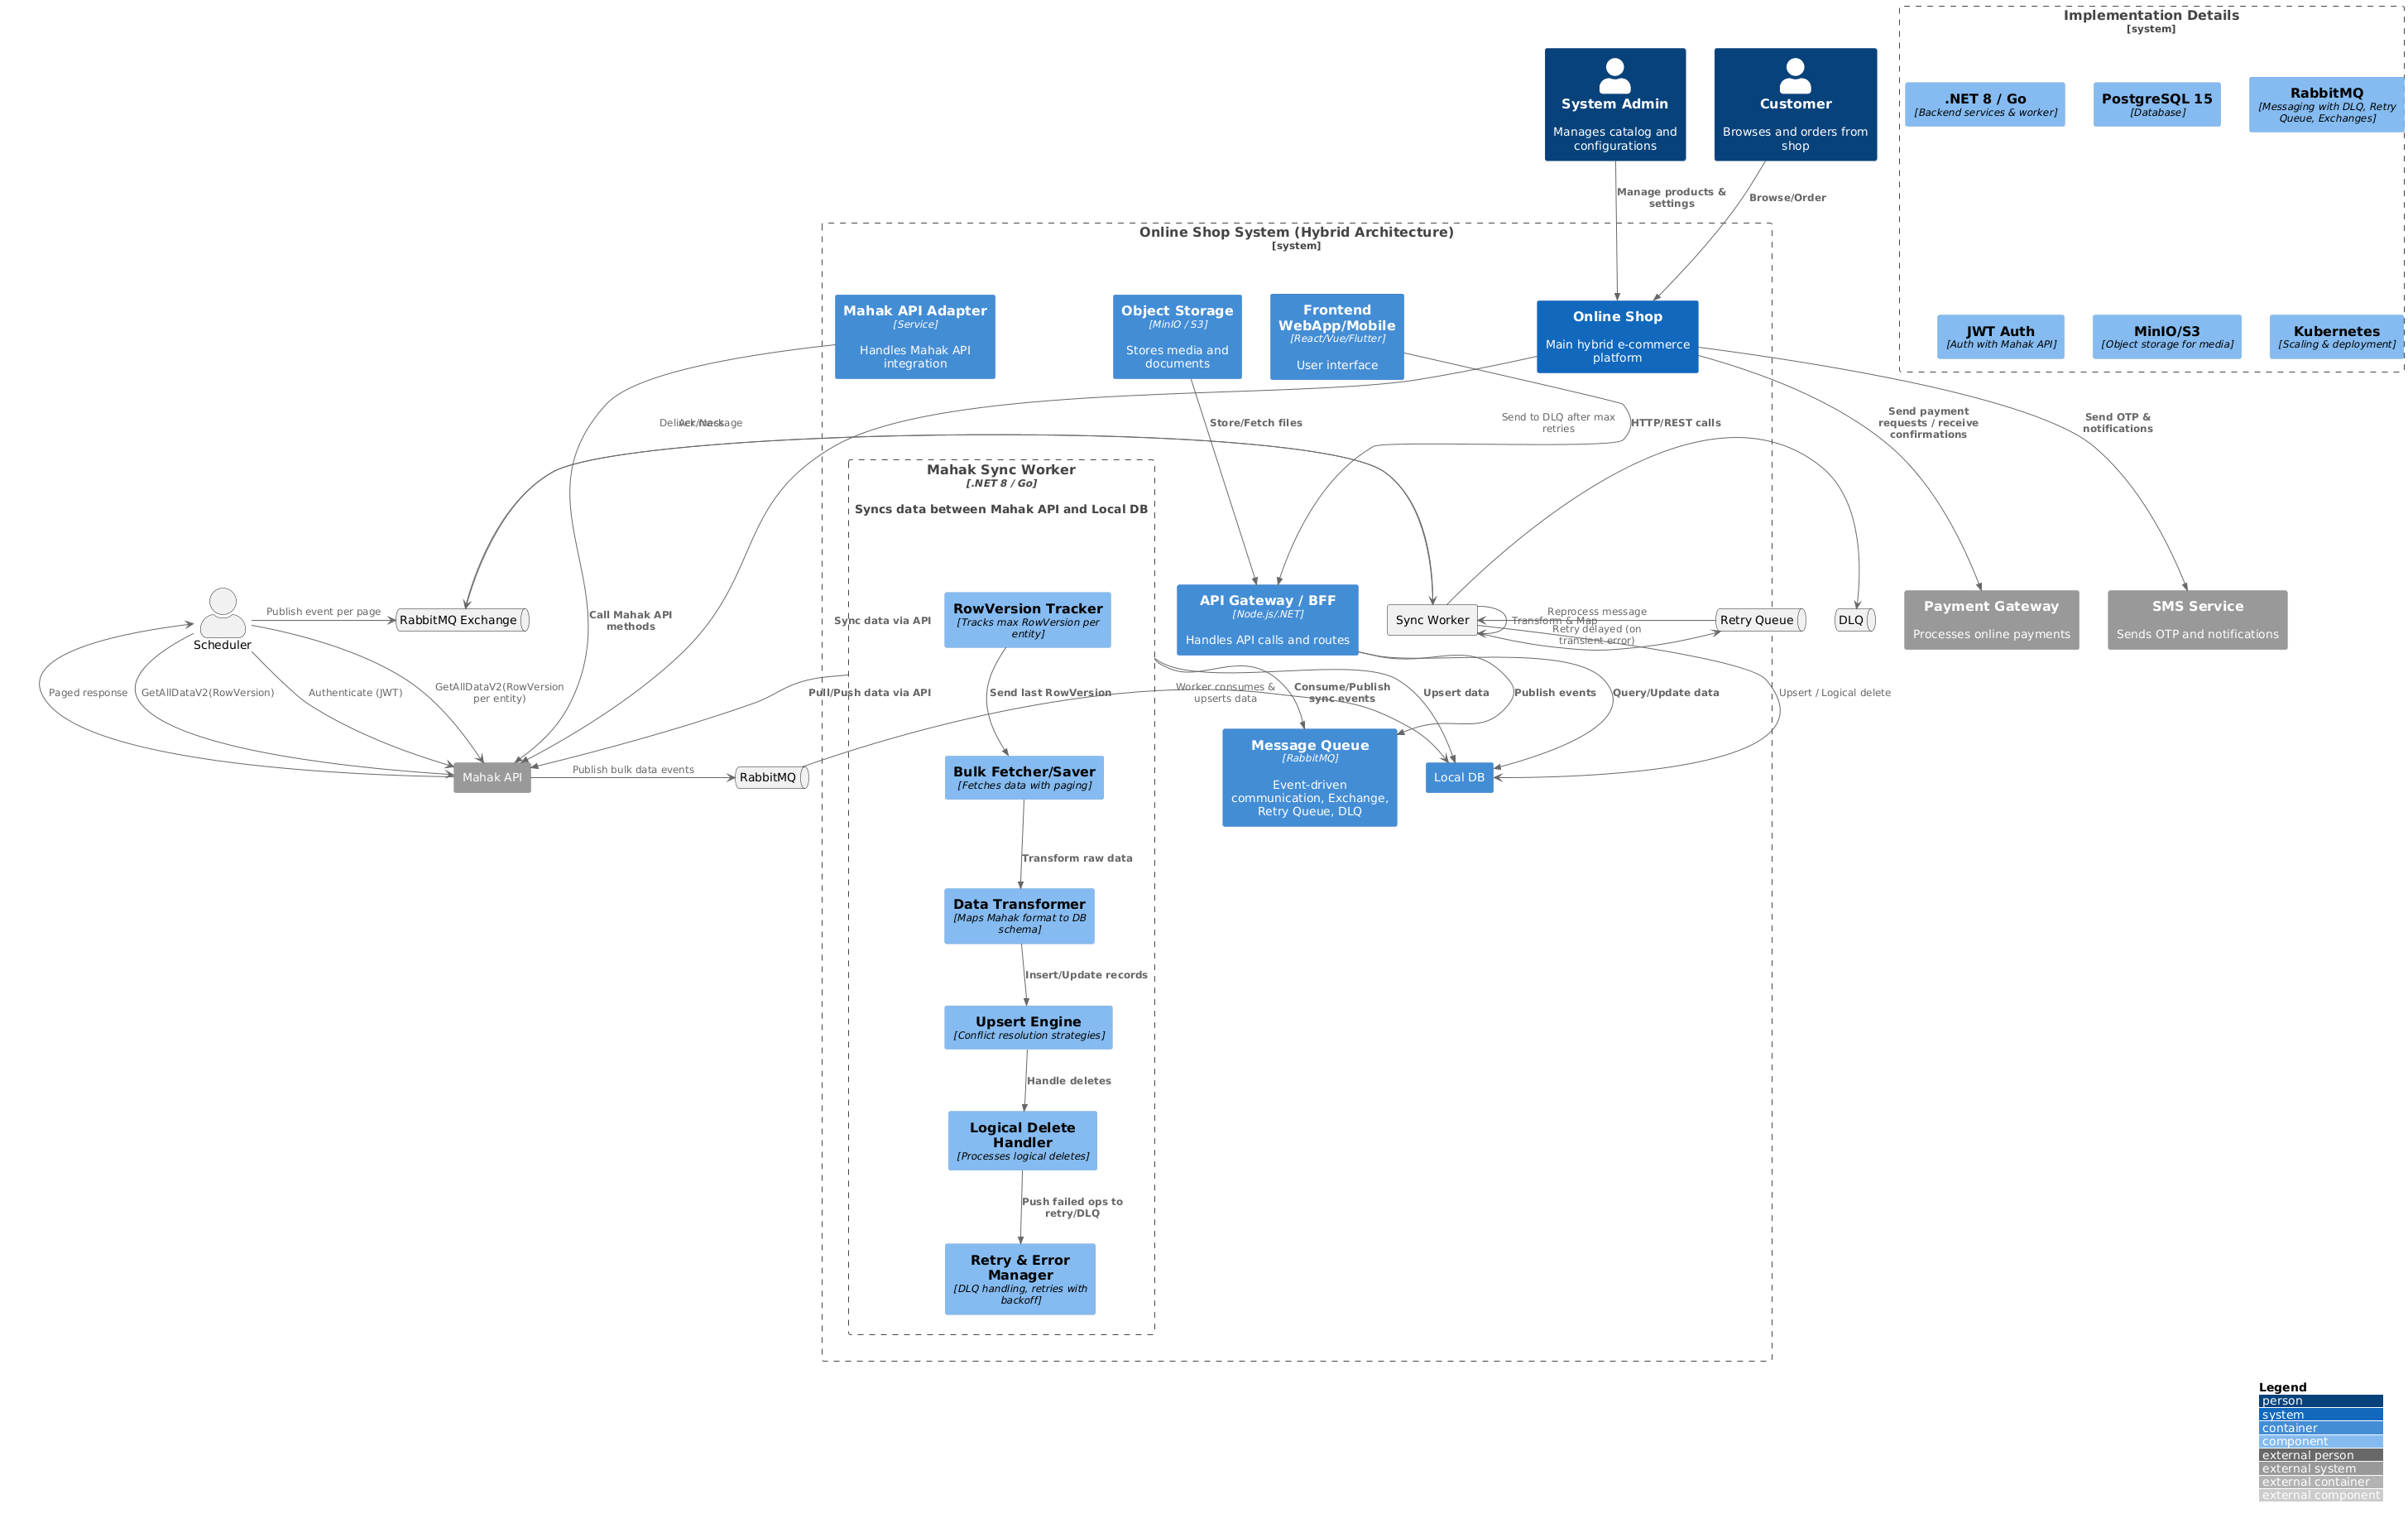 Implementation Details
[system]
.NET 8 / Go
[Backend services & worker]
PostgreSQL 15
[Database]
RabbitMQ
[Messaging with DLQ, Retry
Queue, Exchanges]
JWT Auth
[Auth with Mahak API]
MinIO/S3
[Object storage for media]
Kubernetes
[Scaling & deployment]
System Admin
Manages catalog and
configurations
Customer
Browses and orders from
shop
Manage products &
settings
Browse/Order
Online Shop System (Hybrid Architecture)
[system]
Mahak API Adapter
[Service]
Handles Mahak API
integration
Object Storage
[MinIO / S3]
Stores media and
documents
Frontend
WebApp/Mobile
[React/Vue/Flutter]
User interface
Online Shop
Main hybrid e-commerce
platform
Deliver message
Ack/Nack
Store/Fetch files
Send to DLQ after max
retries
HTTP/REST calls
Send payment
requests / receive
confirmations
Send OTP &
notifications
Mahak Sync Worker
[.NET 8 / Go]
Syncs data between Mahak API and Local DB
Scheduler
Publish event per page
RabbitMQ Exchange
Call Mahak API
methods
Sync data via API
RowVersion Tracker
[Tracks max RowVersion per
entity]
API Gateway / BFF
[Node.js/.NET]
Handles API calls and routes
Sync Worker
Transform & Map
Reprocess message
Retry delayed (on
transient error)
Retry Queue
DLQ
Payment Gateway
Processes online payments
SMS Service
Sends OTP and notifications
Paged response
GetAllDataV2(RowVersion)
Authenticate (JWT)
GetAllDataV2(RowVersion
per entity)
Pull/Push data via API
Send last RowVersion
Worker consumes &
upserts data
Consume/Publish
sync events
Upsert data
Publish events
Query/Update data
Upsert / Logical delete
Mahak API
Publish bulk data events
RabbitMQ
Bulk Fetcher/Saver
[Fetches data with paging]
Message Queue
[RabbitMQ]
Event-driven
communication, Exchange,
Retry Queue, DLQ
Local DB
Transform raw data
Data Transformer
[Maps Mahak format to DB
schema]
Insert/Update records
Upsert Engine
[Conflict resolution strategies]
Handle deletes
Logical Delete
Handler
[Processes logical deletes]
Push failed ops to
retry/DLQ
Retry & Error
Manager
[DLQ handling, retries with
backoff]
Legend
person
system
container
component
external person
external system
external container
external component